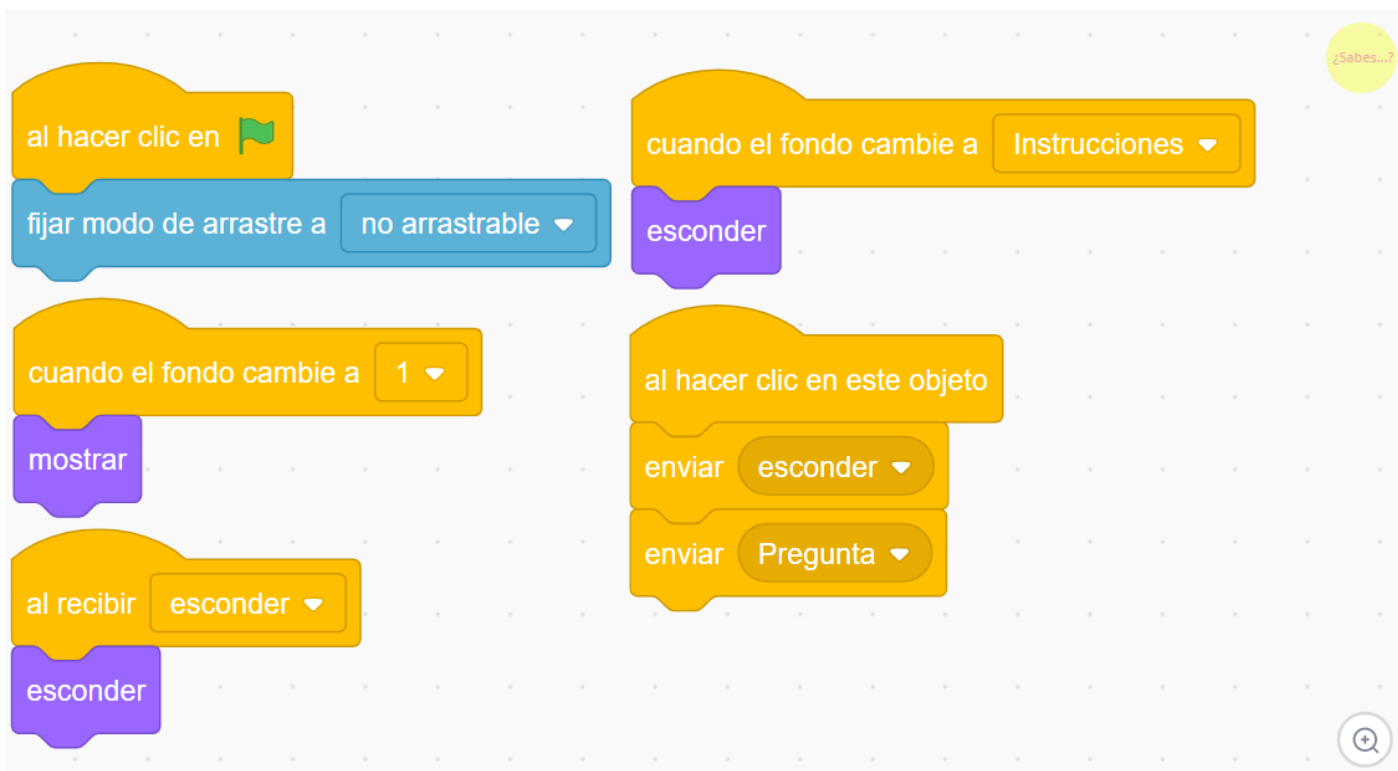 ¿Sabes...?
al hacer clic en
fijar modo de arrastre a no arrastrable
cuando el fondo cambie a 1
mostrar
al recibir esconder
esconder
cuando el fondo cambie a Instrucciones
esconder
al hacer clic en este objeto
enviar esconder
enviar Pregunta